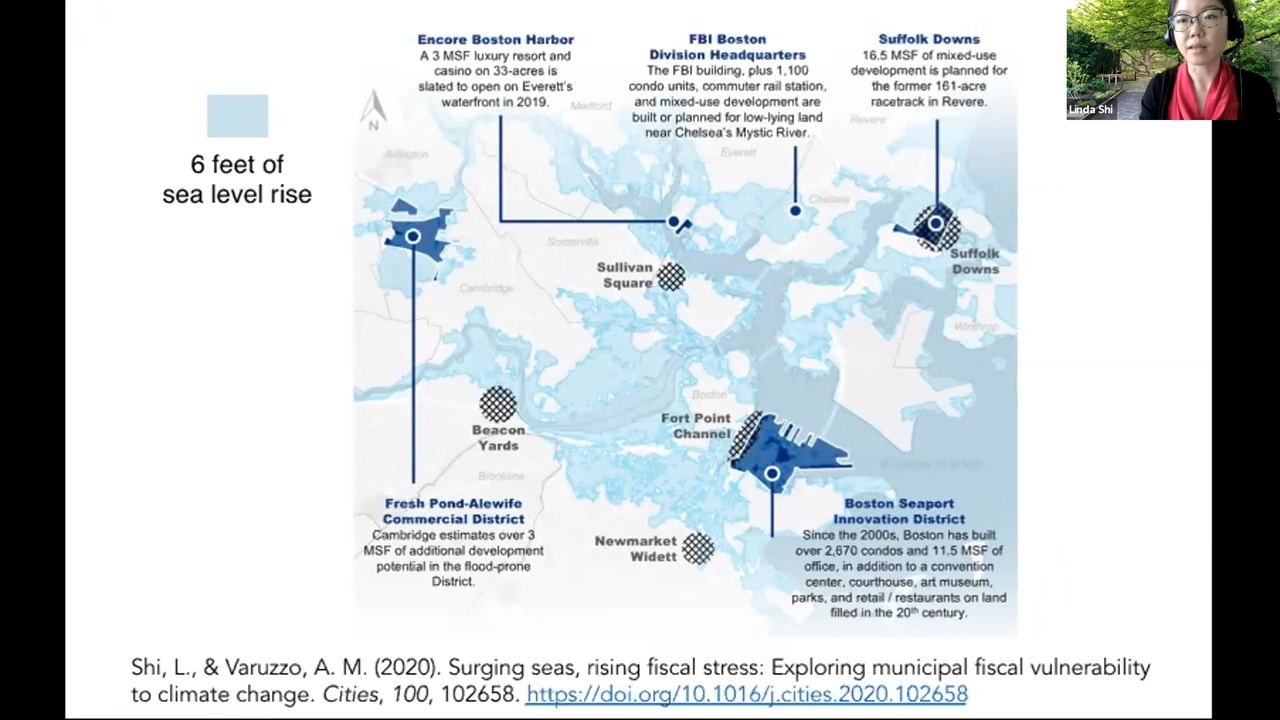 Encore Boston Harbor
A 3 MSF luxury resort and
casino on 33-acres is
slated to open on Everett's
waterfront in 2019.
FBI Boston
Division Headquarters
The FBI building, plus 1,100
condo units, commuter rail station,
and mixed-use development are
built or planned for low-lying land
near Chelsea's Mystic River.
Suffolk Downs
16.5 MSF of mixed-use
development is planned for
the former 161-acre
racetrack in Revere.
Linda Shi
6 feet of
sea level rise
N
Medford
Revere
Arlington
Everett
Chelsea
Somerville
Sullivan
Square
Suffolk
Downs
Cambridge
Winthrop
Boston
Beacon
Yards
Fort Point
Channel
Brookline
Boston Harbor
Fresh Pond-Alewife
Commercial District
Cambridge estimates over 3
MSF of additional development
potential in the flood-prone
District.
Newmarket
Widett
Boston Seaport
Innovation District
Since the 2000s, Boston has built
over 2,670 condos and 11.5 MSF of
office, in addition to a convention
center, courthouse, art museum,
parks, and retail / restaurants on land
filled in the 20th century.
Shi, L., & Varuzzo, A. M. (2020). Surging seas, rising fiscal stress: Exploring municipal fiscal vulnerability
to climate change. Cities, 100, 102658. https://doi.org/10.1016/j.cities.2020.102658